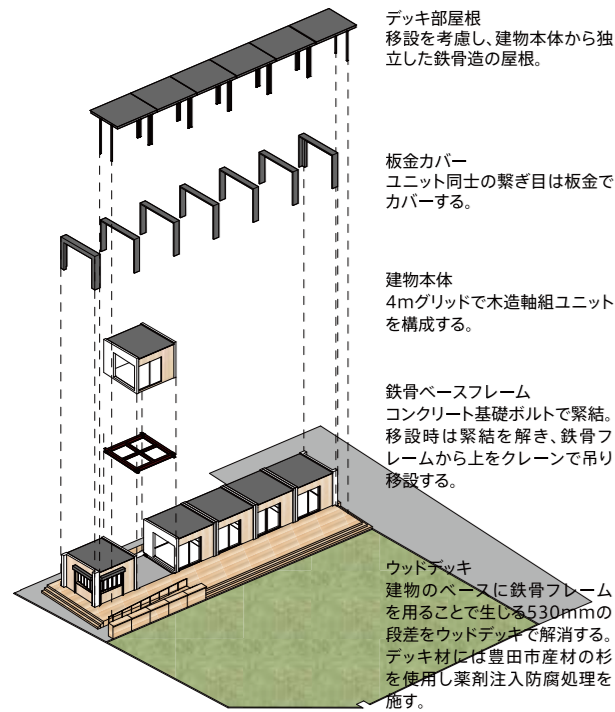 デッキ部屋根
移設を考慮し、建物本体から独
立した鉄骨造の屋根。
板金カバー
ユニット同士の繋ぎ目は板金で
カバーする。
建物本体
4mグリッドで木造軸組ユニット
を構成する。
鉄骨ベースフレーム
コンクリート基礎ボルトで緊結。
移設時は緊結を解き、鉄骨フ
レームから上をクレーンで吊り
移設する。
ウッドデッキ
建物のベースに鉄骨フレーム
を用ることで生じる530mmの
段差をウッドデッキで解消する。
デッキ材には豊田市産材の杉
を使用し薬剤注入防腐処理を
施す。